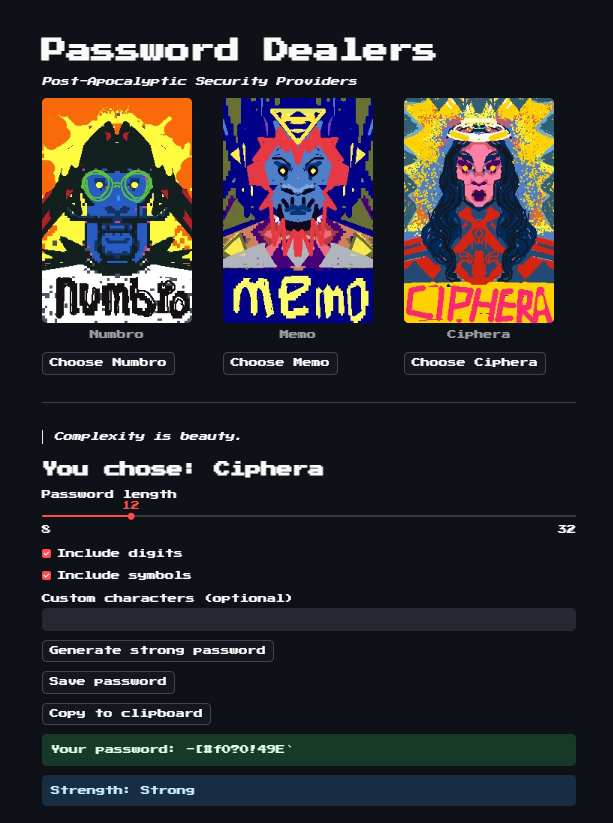 Password Dealers
Post-Apocalyptic Security Providers
Numbro
memo
CIPHERA
Numbro Memo Ciphera
Choose Numbro Choose Memo Choose Ciphera
Complexity is beauty.
You chose: Ciphera
Password length
12
8 32
Include digits
Include symbols
Custom characters (optional)
Generate strong password
Save password
Copy to clipboard
Your password: -[#f0?0!49E`
Strength: Strong